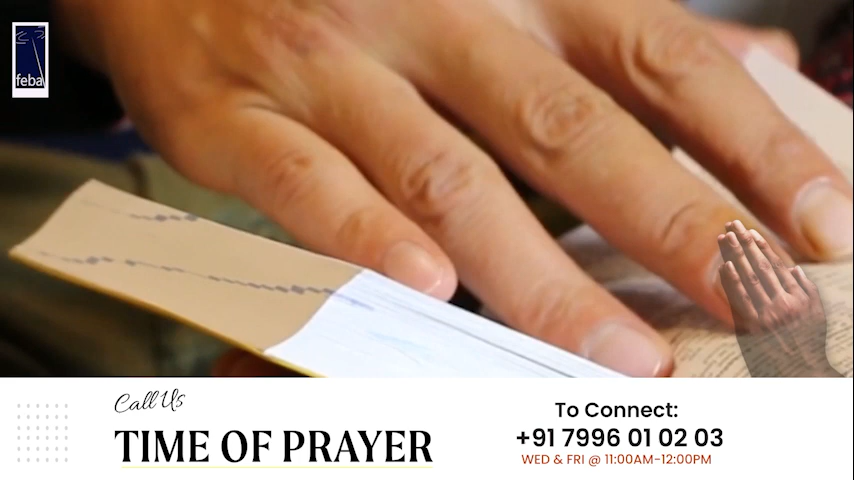 feba
Call Us
TIME OF PRAYER
To Connect:
+91 7996 01 02 03
WED & FRI @ 11:00AM-12:00PM